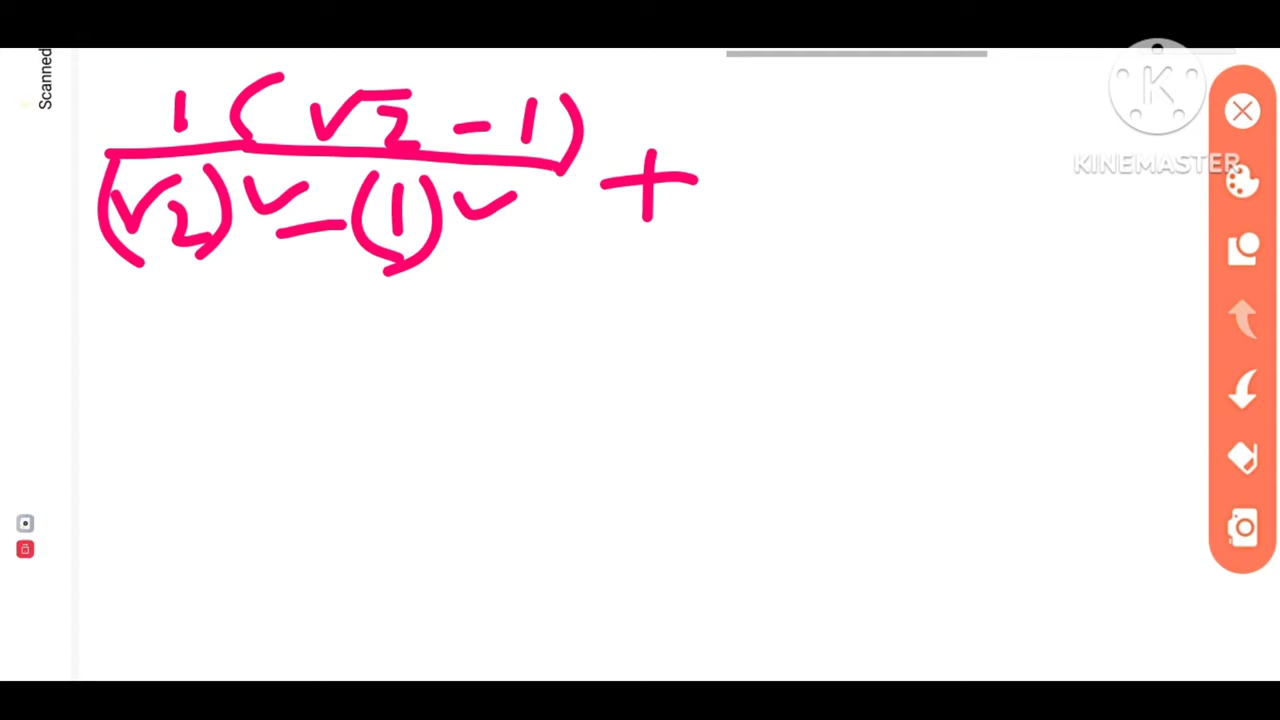 Scanned
KINEMASTER
1 ( √2 - 1 )
(√2)² - (1)² +